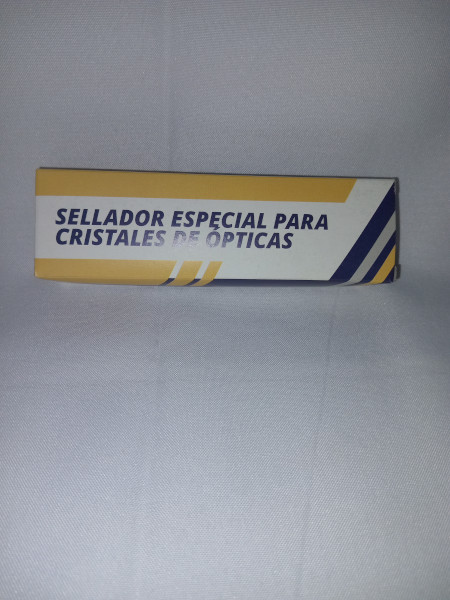 SELLADOR ESPECIAL PARA
CRISTALES DE ÓPTICAS